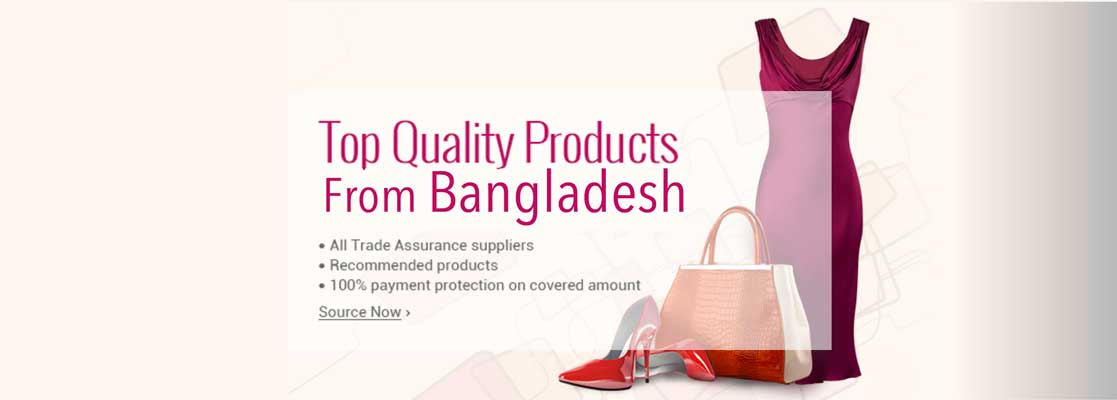 Top Quality Products
From Bangladesh
• All Trade Assurance suppliers
• Recommended products
• 100% payment protection on covered amount
Source Now ›